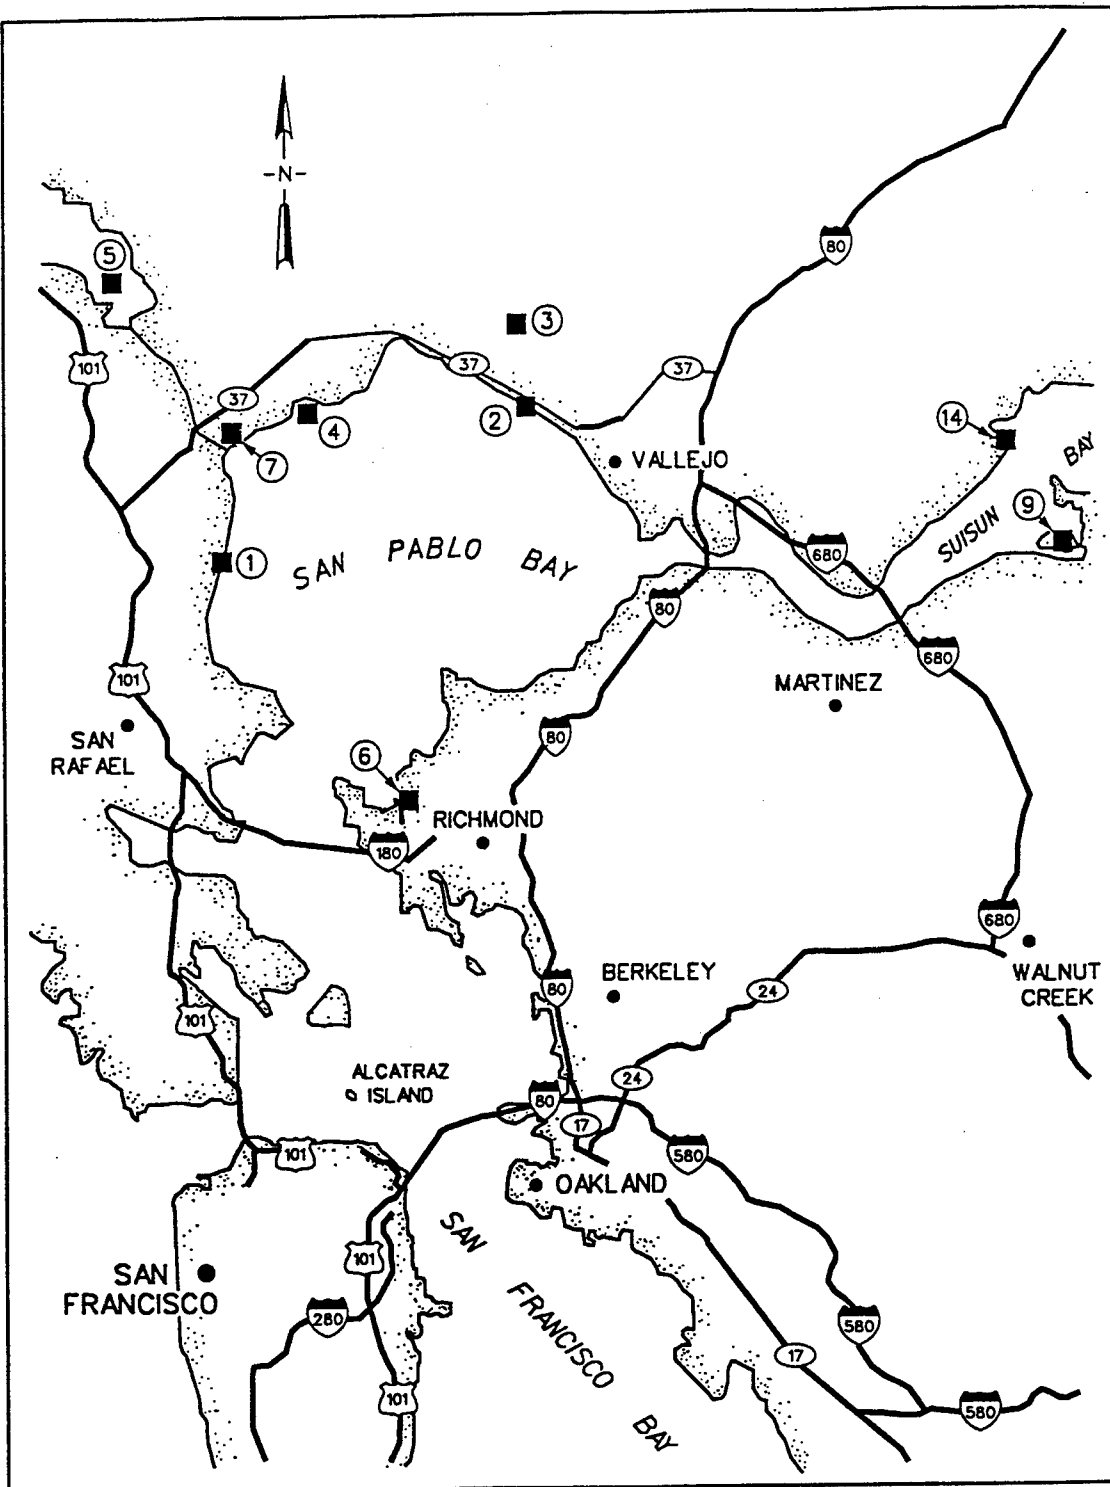 -N-
80
5
3
101
37
37
37
2
4
14
7
VALLEJO
BAY
9
SUISUN
1
SAN PABLO BAY
680
80
680
101
MARTINEZ
SAN
RAFAEL
80
6
RICHMOND
180
680
BERKELEY
WALNUT
CREEK
80
24
101
ALCATRAZ
ISLAND
24
80
17
101
580
OAKLAND
SAN
FRANCISCO
BAY
101
SAN
FRANCISCO
280
580
17
101
580